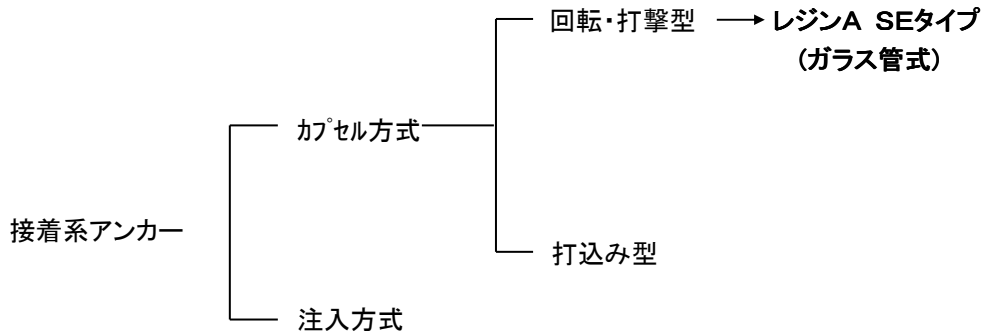 回転・打撃型 レジンA SEタイプ
(ガラス管式)
ｶﾌﾟｾﾙ方式
接着系アンカー
打込み型
注入方式